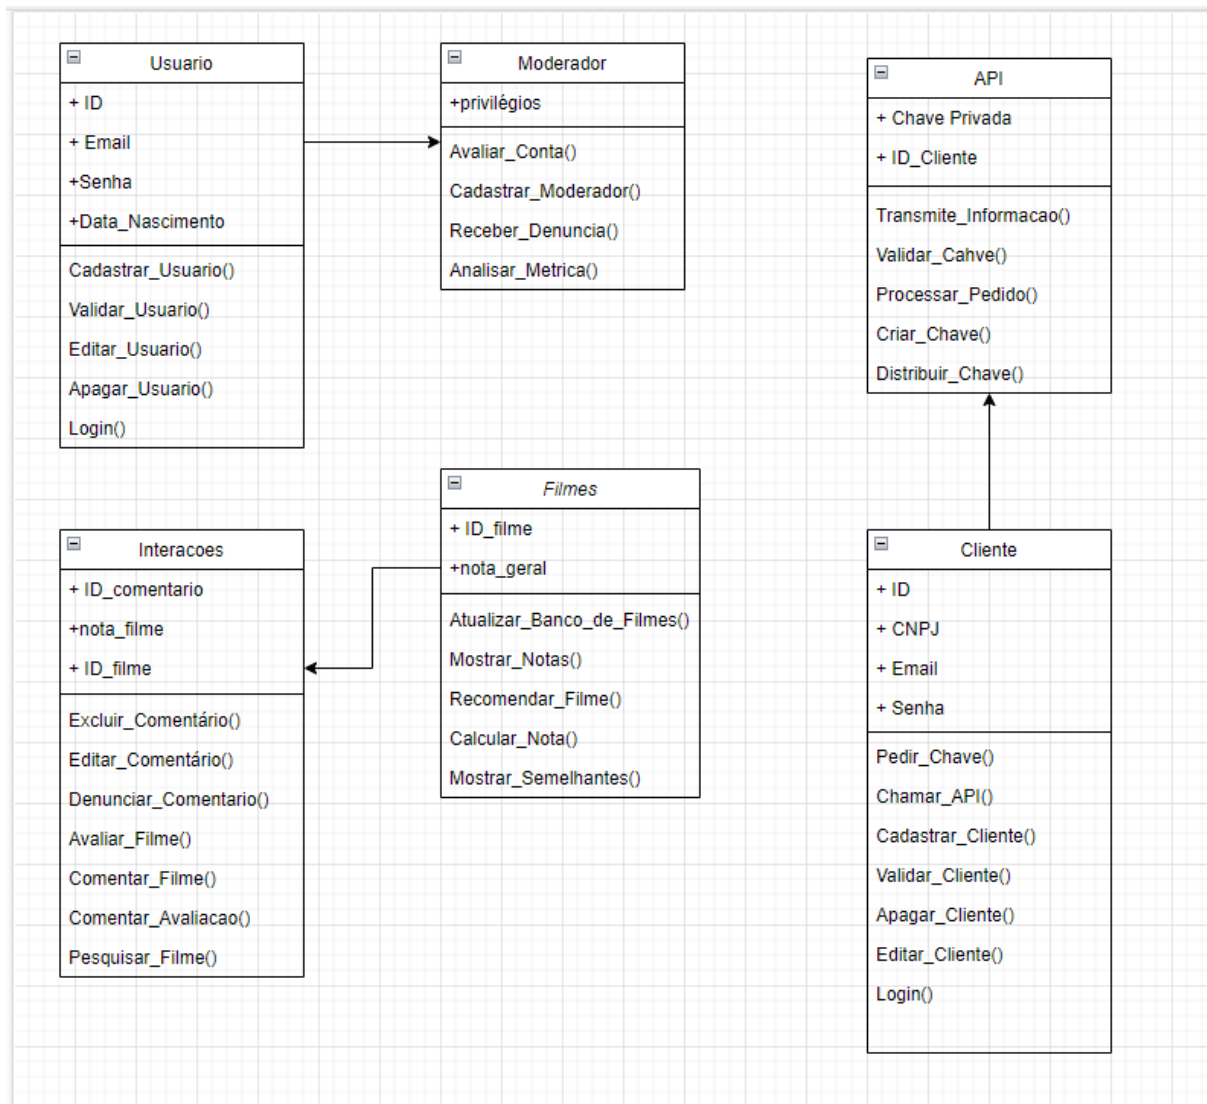 Usuario
+ ID
+ Email
+Senha
+Data_Nascimento
Cadastrar_Usuario()
Validar_Usuario()
Editar_Usuario()
Apagar_Usuario()
Login()
Moderador
+privilégios
Avaliar_Conta()
Cadastrar_Moderador()
Receber_Denuncia()
Analisar_Metrica()
API
+ Chave Privada
+ ID_Cliente
Transmite_Informacao()
Validar_Cahve()
Processar_Pedido()
Criar_Chave()
Distribuir_Chave()
Interacoes
+ ID_comentario
+nota_filme
+ ID_filme
Excluir_Comentário()
Editar_Comentário()
Denunciar_Comentario()
Avaliar_Filme()
Comentar_Filme()
Comentar_Avaliacao()
Pesquisar_Filme()
Filmes
+ ID_filme
+nota_geral
Atualizar_Banco_de_Filmes()
Mostrar_Notas()
Recomendar_Filme()
Calcular_Nota()
Mostrar_Semelhantes()
Cliente
+ ID
+ CNPJ
+ Email
+ Senha
Pedir_Chave()
Chamar_API()
Cadastrar_Cliente()
Validar_Cliente()
Apagar_Cliente()
Editar_Cliente()
Login()